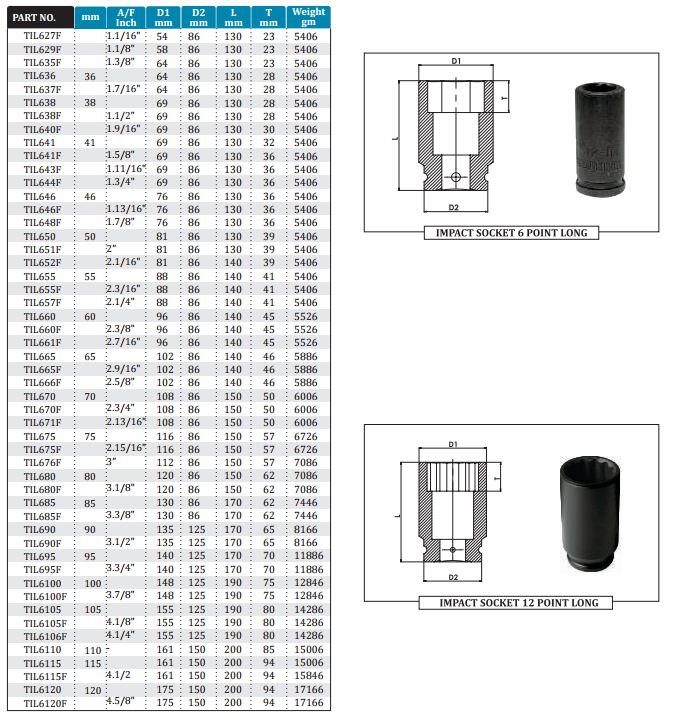 PART NO. mm A/F Inch D1 mm D2 mm L mm T mm Weight gm
TIL627F 1.1/16" 54 86 130 23 5406
TIL629F 1.1/8" 58 86 130 23 5406
TIL635F 1.3/8" 64 86 130 23 5406
TIL636 36 64 86 130 28 5406
TIL637F 1.7/16" 64 86 130 28 5406
TIL638 38 69 86 130 28 5406
TIL638F 1.1/2" 69 86 130 28 5406
TIL640F 1.9/16" 69 86 130 30 5406
TIL641 41 69 86 130 32 5406
TIL641F 1.5/8" 69 86 130 36 5406
TIL643F 1.11/16" 69 86 130 36 5406
TIL644F 1.3/4" 69 86 130 36 5406
TIL646 46 76 86 130 36 5406
TIL646F 1.13/16" 76 86 130 36 5406
TIL648F 1.7/8" 76 86 130 36 5406
TIL650 50 81 86 130 39 5406
TIL651F 2" 81 86 130 39 5406
TIL652F 2.1/16" 81 86 140 39 5406
TIL655 55 88 86 140 41 5406
TIL655F 2.3/16" 88 86 140 41 5406
TIL657F 2.1/4" 88 86 140 41 5406
TIL660 60 96 86 140 45 5526
TIL660F 2.3/8" 96 86 140 45 5526
TIL661F 2.7/16" 96 86 140 45 5526
TIL665 65 102 86 140 46 5886
TIL665F 2.9/16" 102 86 140 46 5886
TIL666F 2.5/8" 102 86 140 46 5886
TIL670 70 108 86 150 50 6006
TIL670F 2.3/4" 108 86 150 50 6006
TIL671F 2.13/16" 108 86 150 50 6006
TIL675 75 116 86 150 57 6726
TIL675F 2.15/16" 116 86 150 57 6726
TIL676F 3" 112 86 150 57 7086
TIL680 80 120 86 150 62 7086
TIL680F 3.1/8" 120 86 150 62 7086
TIL685 85 130 86 170 62 7446
TIL685F 3.3/8" 130 86 170 62 7446
TIL690 90 135 125 170 65 8166
TIL690F 3.1/2" 135 125 170 65 8166
TIL695 95 140 125 170 70 11886
TIL695F 3.3/4" 140 125 170 70 11886
TIL6100 100 148 125 190 75 12846
TIL6100F 3.7/8" 148 125 190 75 12846
TIL6105 105 155 125 190 80 14286
TIL6105F 4.1/8" 155 125 190 80 14286
TIL6106F 4.1/4" 155 125 190 80 14286
TIL6110 110 - 161 150 200 85 15006
TIL6115 115 161 150 200 94 15006
TIL6115F 4.1/2 161 150 200 94 15846
TIL6120 120 175 150 200 94 17166
TIL6120F 4.5/8" 175 150 200 94 17166
D1
T
L
D2
IMPACT SOCKET 6 POINT LONG
D1
T
L
D2
IMPACT SOCKET 12 POINT LONG